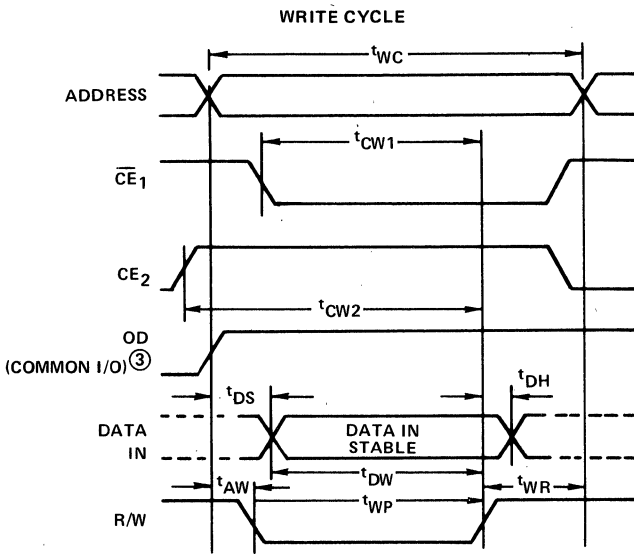 WRITE CYCLE
tWC
ADDRESS
tCW1
CE1
CE2
tCW2
OD
(COMMON I/O) ③
tDS
tDH
DATA IN
DATA IN STABLE
tDW
tAW
tWP
tWR
R/W